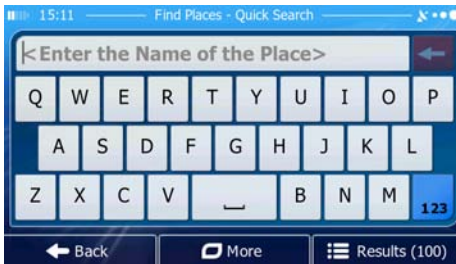 15:11 Find Places - Quick Search
<Enter the Name of the Place>
Q W E R T Y U I O P
A S D F G H J K L
Z X C V B N M 123
Back More Results (100)